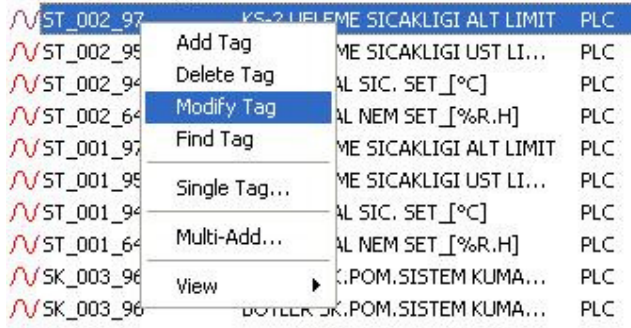 ST_002_97 KS-2 UFLEME SICAKLIGI ALT LIMIT PLC
Add Tag
ST_002_95 ME SICAKLIGI UST LI... PLC
Delete Tag
ST_002_94 AL SIC. SET_[°C] PLC
Modify Tag
ST_002_64 AL NEM SET_[%R.H] PLC
Find Tag
ST_001_97 ME SICAKLIGI ALT LIMIT PLC
ST_001_95 ME SICAKLIGI UST LI... PLC
Single Tag...
ST_001_94 AL SIC. SET_[°C] PLC
Multi-Add...
ST_001_64 AL NEM SET_[%R.H] PLC
SK_003_96 K.POM.SISTEM KUMA... PLC
View
SK_003_96 BOYLER SK.POM.SISTEM KUMA... PLC